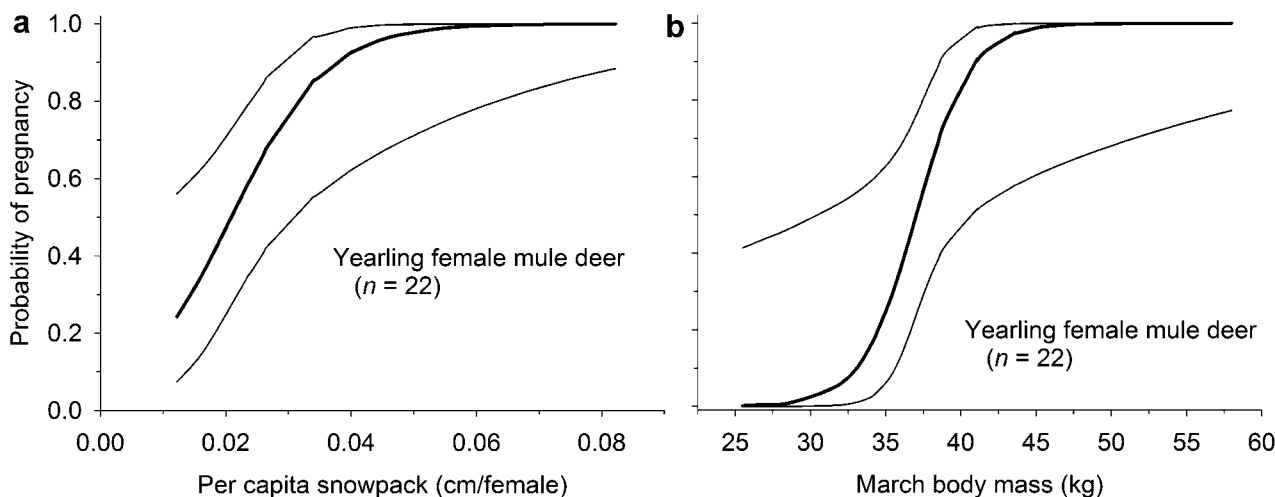 a
b
1.0
0.8
0.6
0.4
0.2
0.0
Probability of pregnancy
Yearling female mule deer
(n = 22)
0.00
0.02
0.04
0.06
0.08
Per capita snowpack (cm/female)
Yearling female mule deer
(n = 22)
25
30
35
40
45
50
55
60
March body mass (kg)